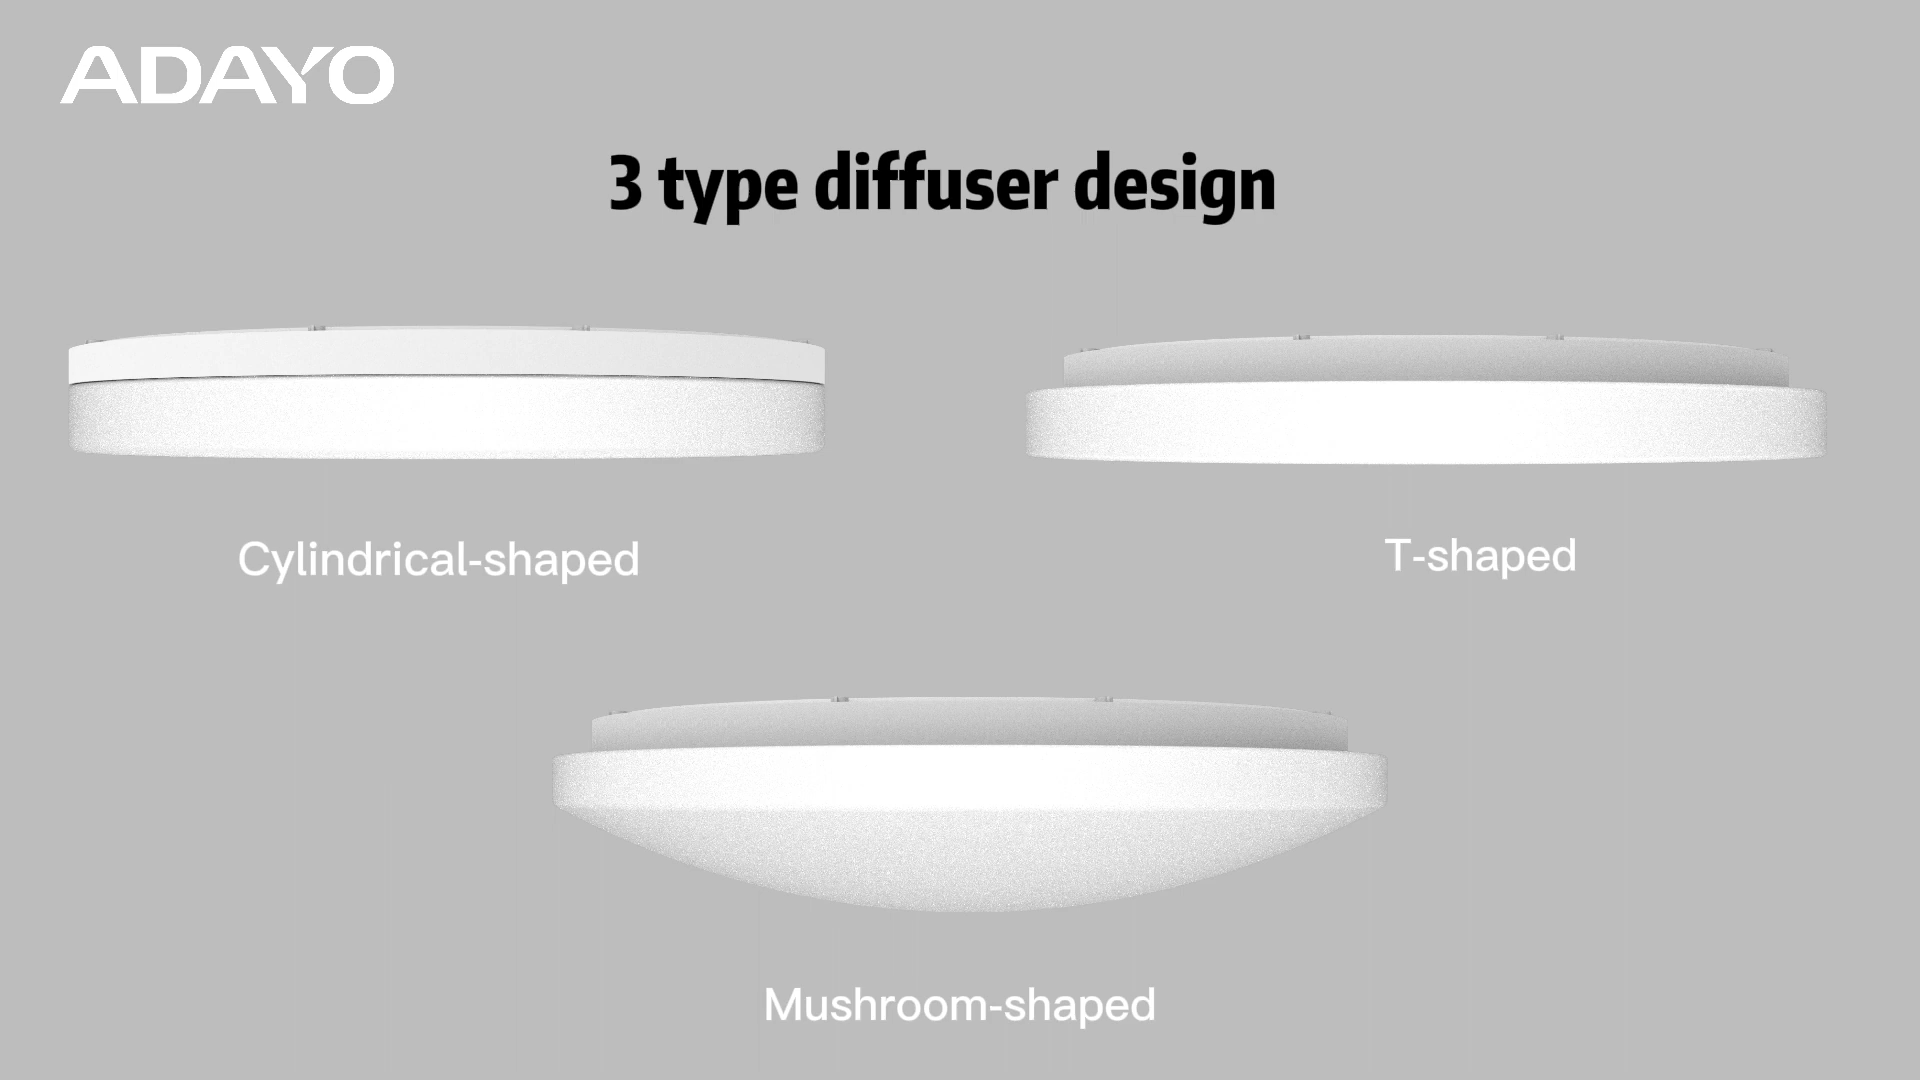 ADAYO
3 type diffuser design
Cylindrical-shaped
T-shaped
Mushroom-shaped